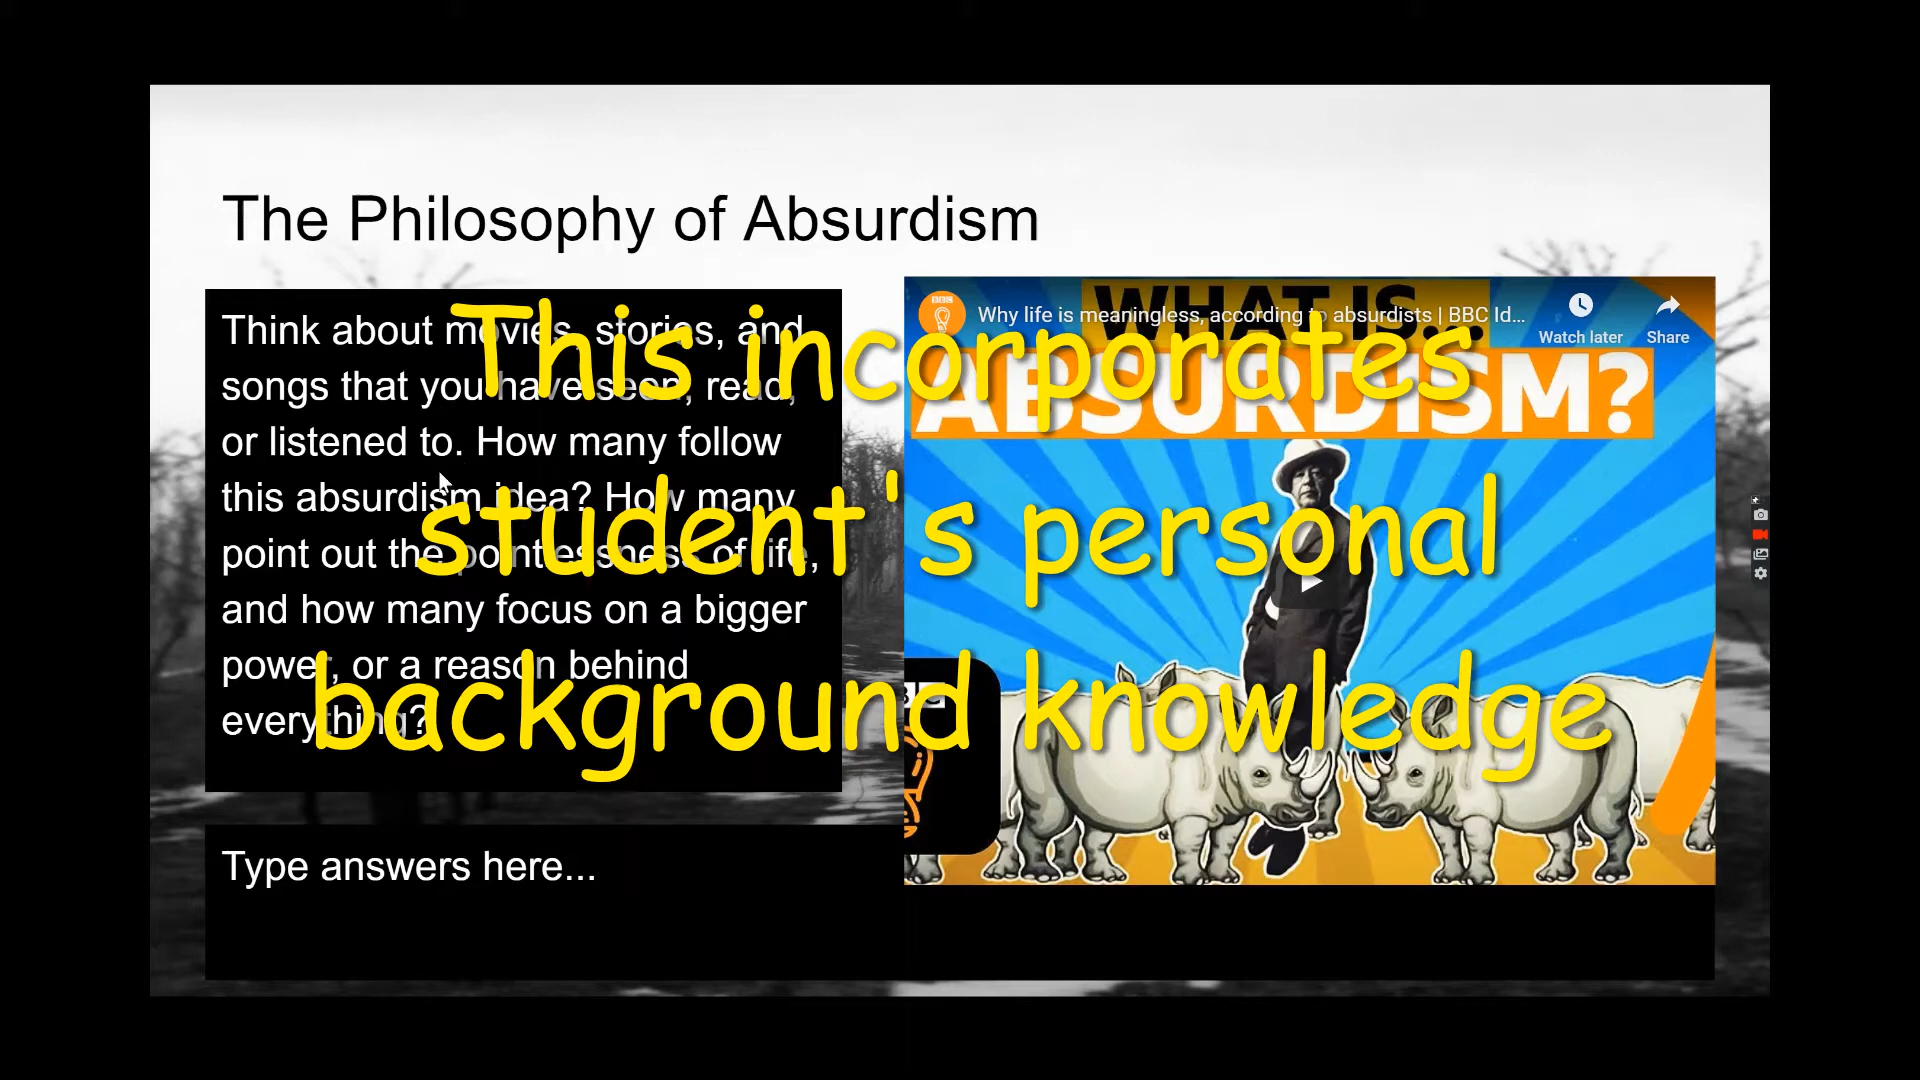 The Philosophy of Absurdism
Think about movies, stories, and
songs that you have seen, read,
or listened to. How many follow
this absurdism idea? How many
point out the pointlessness of life,
and how many focus on a bigger
power, or a reason behind
everything?
Type answers here...
BBC
Why life is meaningless, according to absurdists | BBC Id...
Watch later
Share
WHAT IS...
ABSURDISM?
This incorporates
student's personal
background knowledge